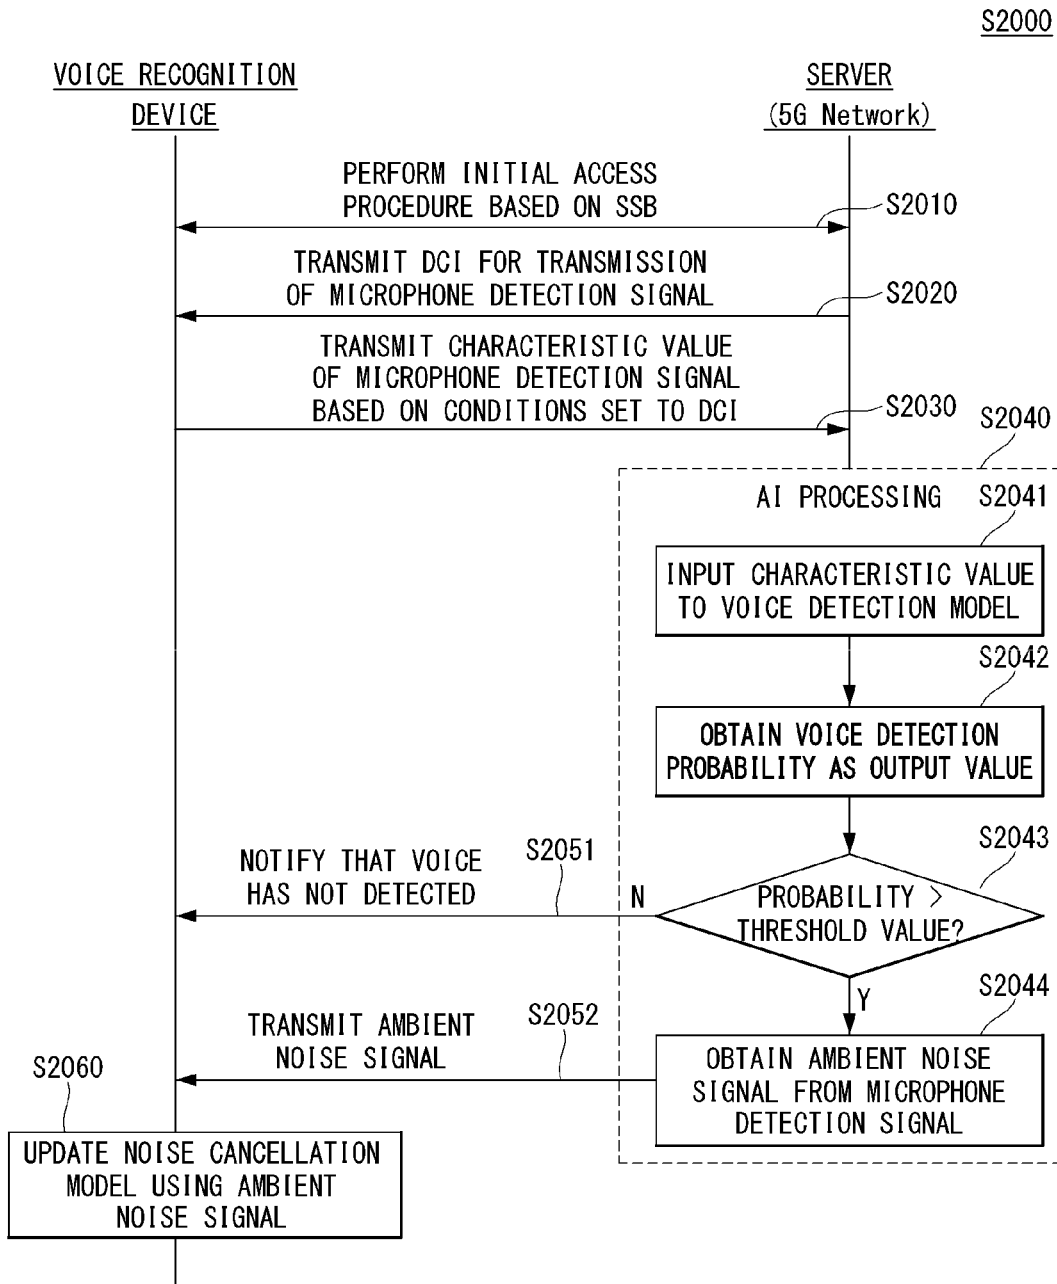 S2000
VOICE RECOGNITION
DEVICE
SERVER
(5G Network)
PERFORM INITIAL ACCESS
PROCEDURE BASED ON SSB
S2010
TRANSMIT DCI FOR TRANSMISSION
OF MICROPHONE DETECTION SIGNAL
S2020
TRANSMIT CHARACTERISTIC VALUE
OF MICROPHONE DETECTION SIGNAL
BASED ON CONDITIONS SET TO DCI
S2030
S2040
AI PROCESSING
S2041
INPUT CHARACTERISTIC VALUE
TO VOICE DETECTION MODEL
S2042
OBTAIN VOICE DETECTION
PROBABILITY AS OUTPUT VALUE
S2043
PROBABILITY >
THRESHOLD VALUE?
N
S2051
NOTIFY THAT VOICE
HAS NOT DETECTED
Y
S2044
OBTAIN AMBIENT NOISE
SIGNAL FROM MICROPHONE
DETECTION SIGNAL
S2052
TRANSMIT AMBIENT
NOISE SIGNAL
S2060
UPDATE NOISE CANCELLATION
MODEL USING AMBIENT
NOISE SIGNAL